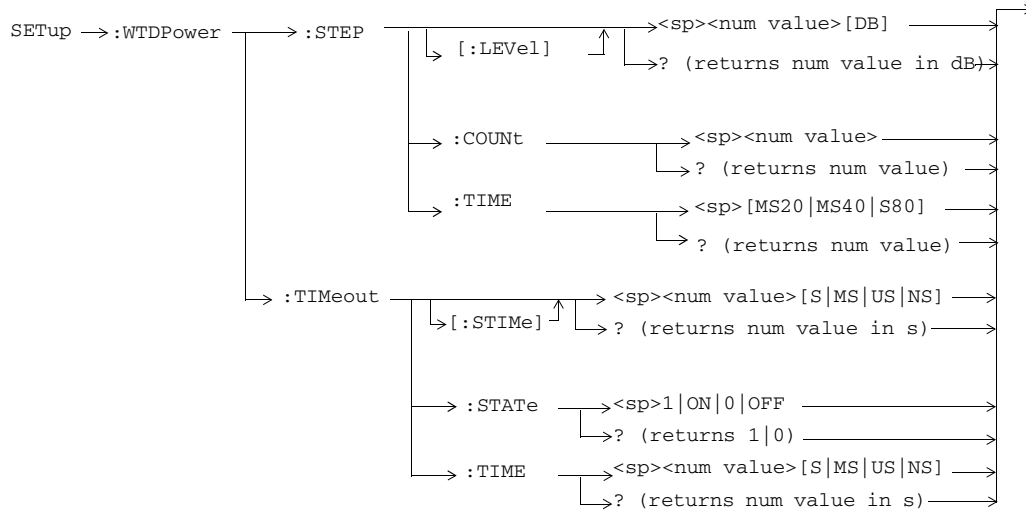 SETup :WTDPower :STEP <sp><num value>[DB]
[:LEVel]
? (returns num value in dB)
:COUNt <sp><num value>
? (returns num value)
:TIME <sp>[MS20|MS40|S80]
? (returns num value)
:TIMeout <sp><num value>[S|MS|US|NS]
[:STIMe]
? (returns num value in s)
:STATe <sp>1|ON|0|OFF
? (returns 1|0)
:TIME <sp><num value>[S|MS|US|NS]
? (returns num value in s)